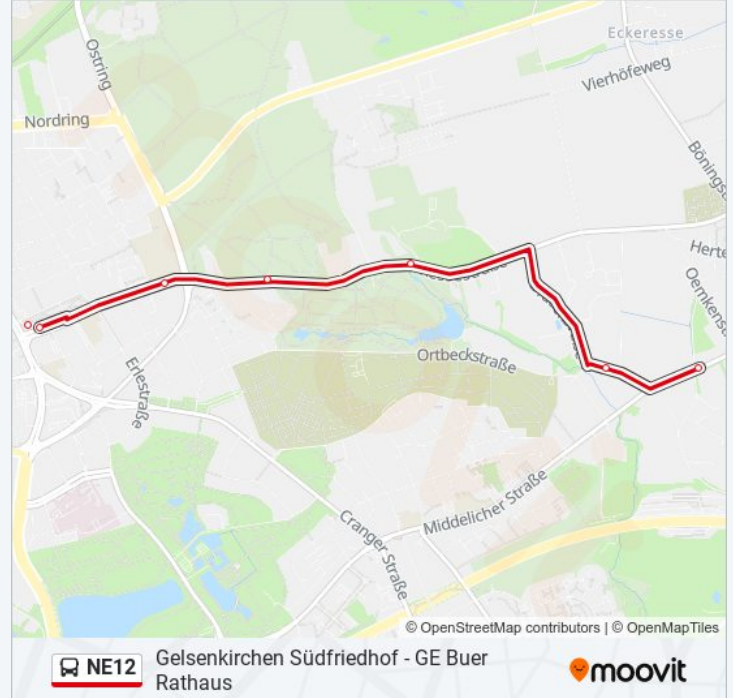 Eckeresse
Vierhöfeweg
Ostring
Nordring
Herte
Oemkens
Ortbeckstraße
Erlestraße
Middelicher Straße
Cranger Straße
© OpenStreetMap contributors | © OpenMapTiles
NE12
Gelsenkirchen Südfriedhof - GE Buer
Rathaus
moovit